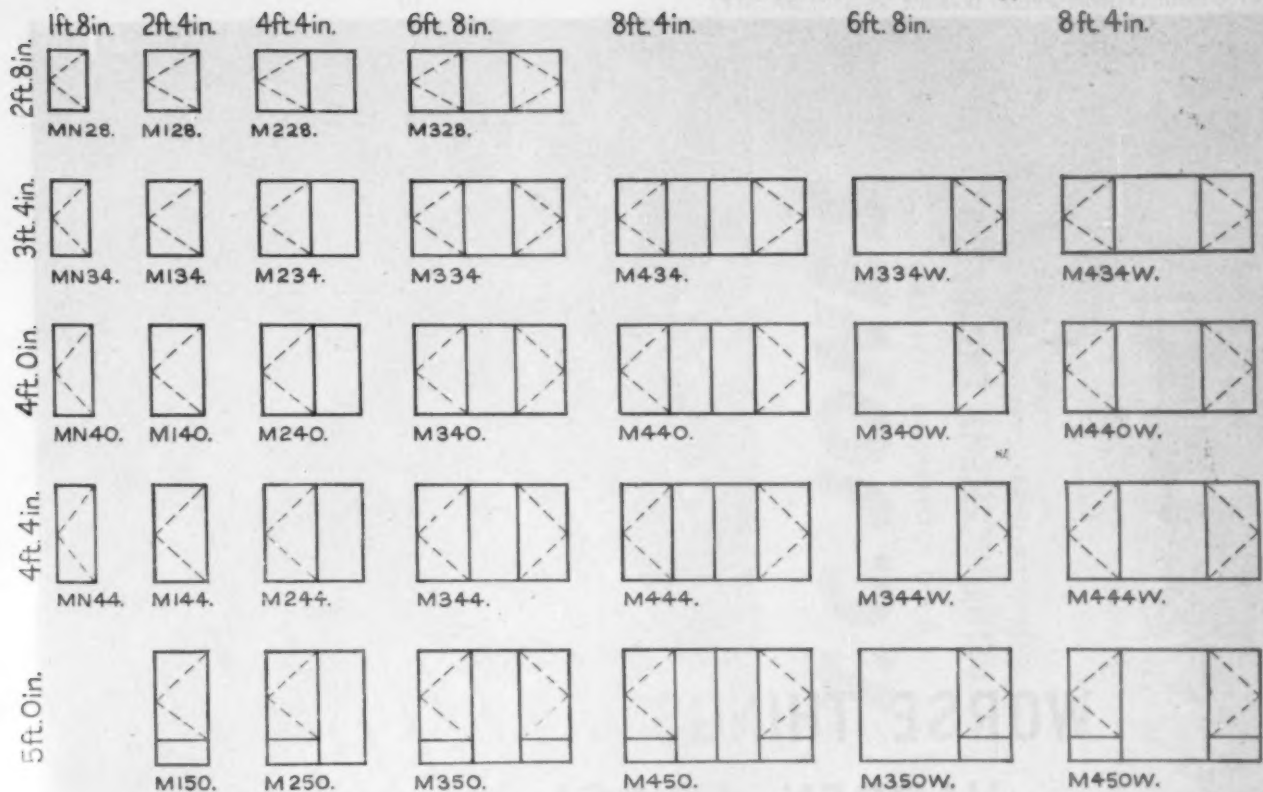 1ft.8in. 2ft.4in. 4ft.4in. 6ft.8in. 8ft.4in. 6ft.8in. 8ft.4in.
2ft.8in.
MN28. M128. M228. M328.
3ft.4in.
MN34. M134. M234. M334 M434. M334W. M434W.
4ft.0in.
MN40. M140. M240. M340. M440. M340W. M440W.
4ft.4in.
MN44. M144. M244. M344. M444. M344W. M444W.
5ft.0in.
M150. M250. M350. M450. M350W. M450W.